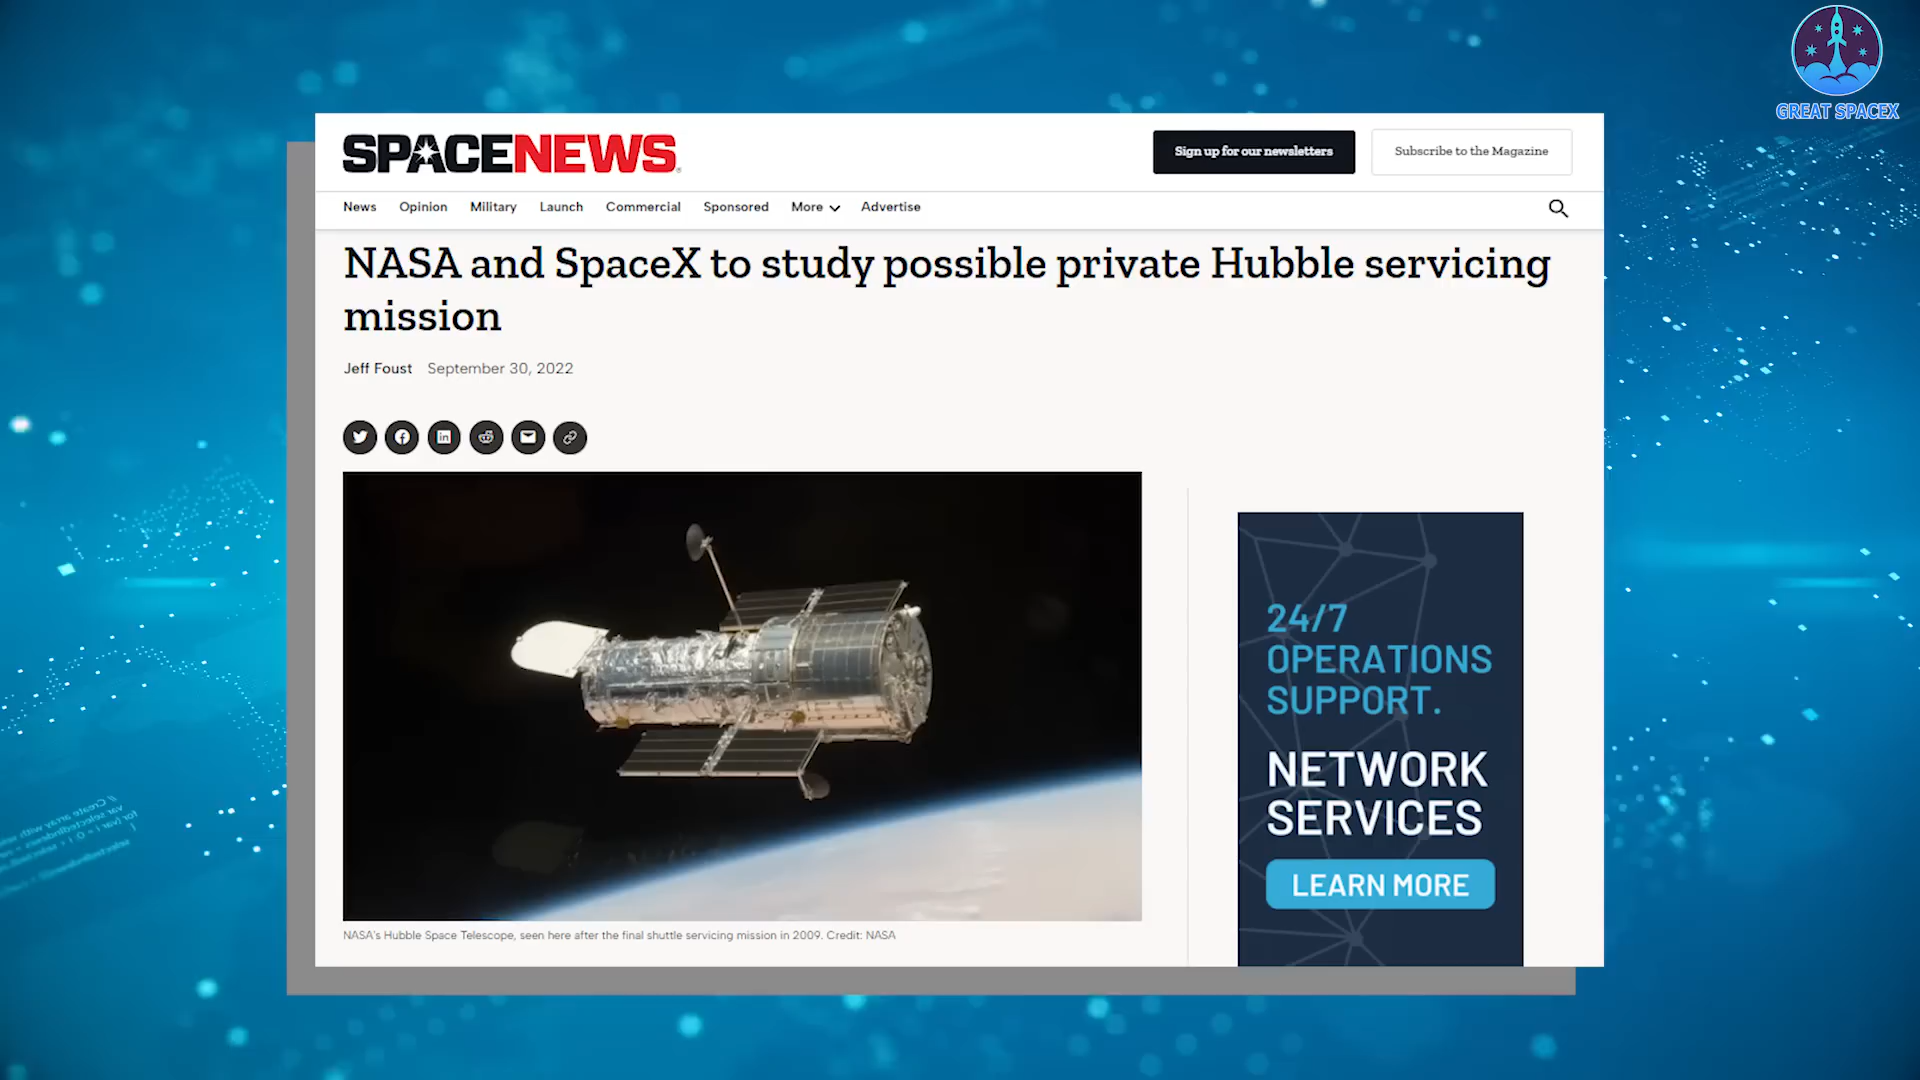 GREAT SPACEX
SPACENEWS
Sign up for our newsletters
Subscribe to the Magazine
News Opinion Military Launch Commercial Sponsored More Advertise
NASA and SpaceX to study possible private Hubble servicing
mission
Jeff Foust September 30, 2022
NASA's Hubble Space Telescope, seen here after the final shuttle servicing mission in 2009. Credit: NASA
24/7
OPERATIONS
SUPPORT.
NETWORK
SERVICES
LEARN MORE